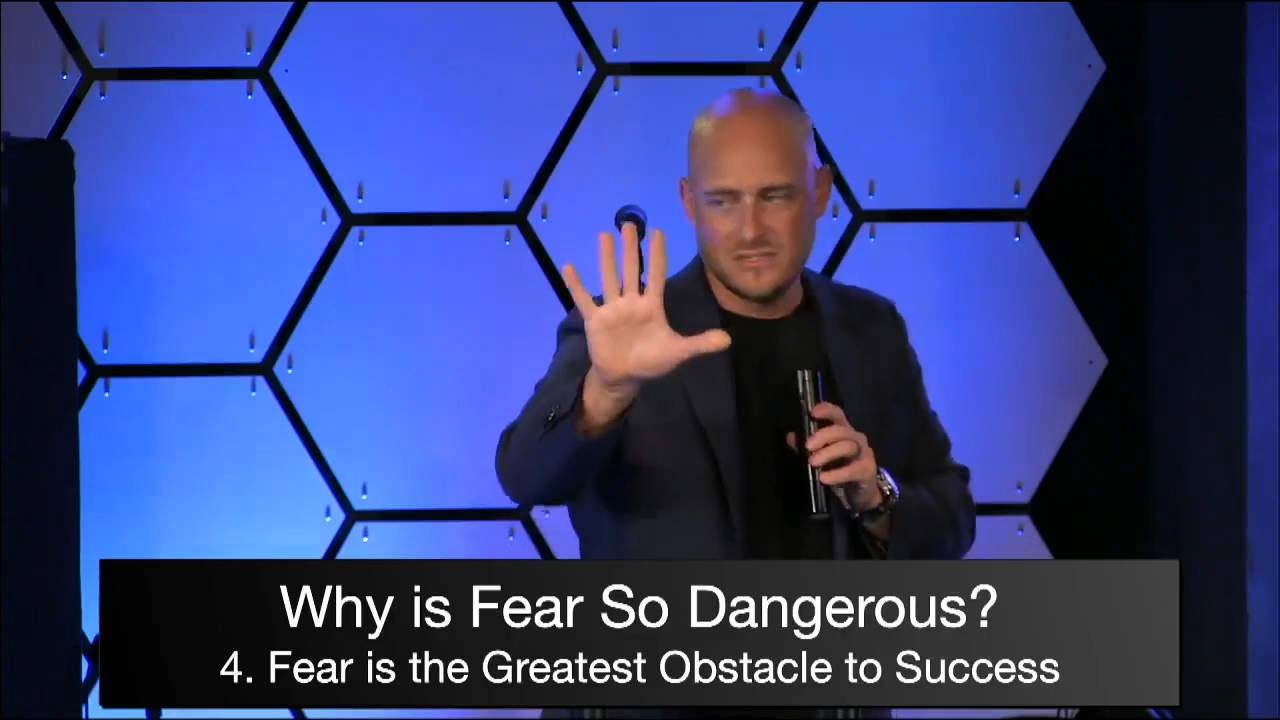 Why is Fear So Dangerous?
4. Fear is the Greatest Obstacle to Success